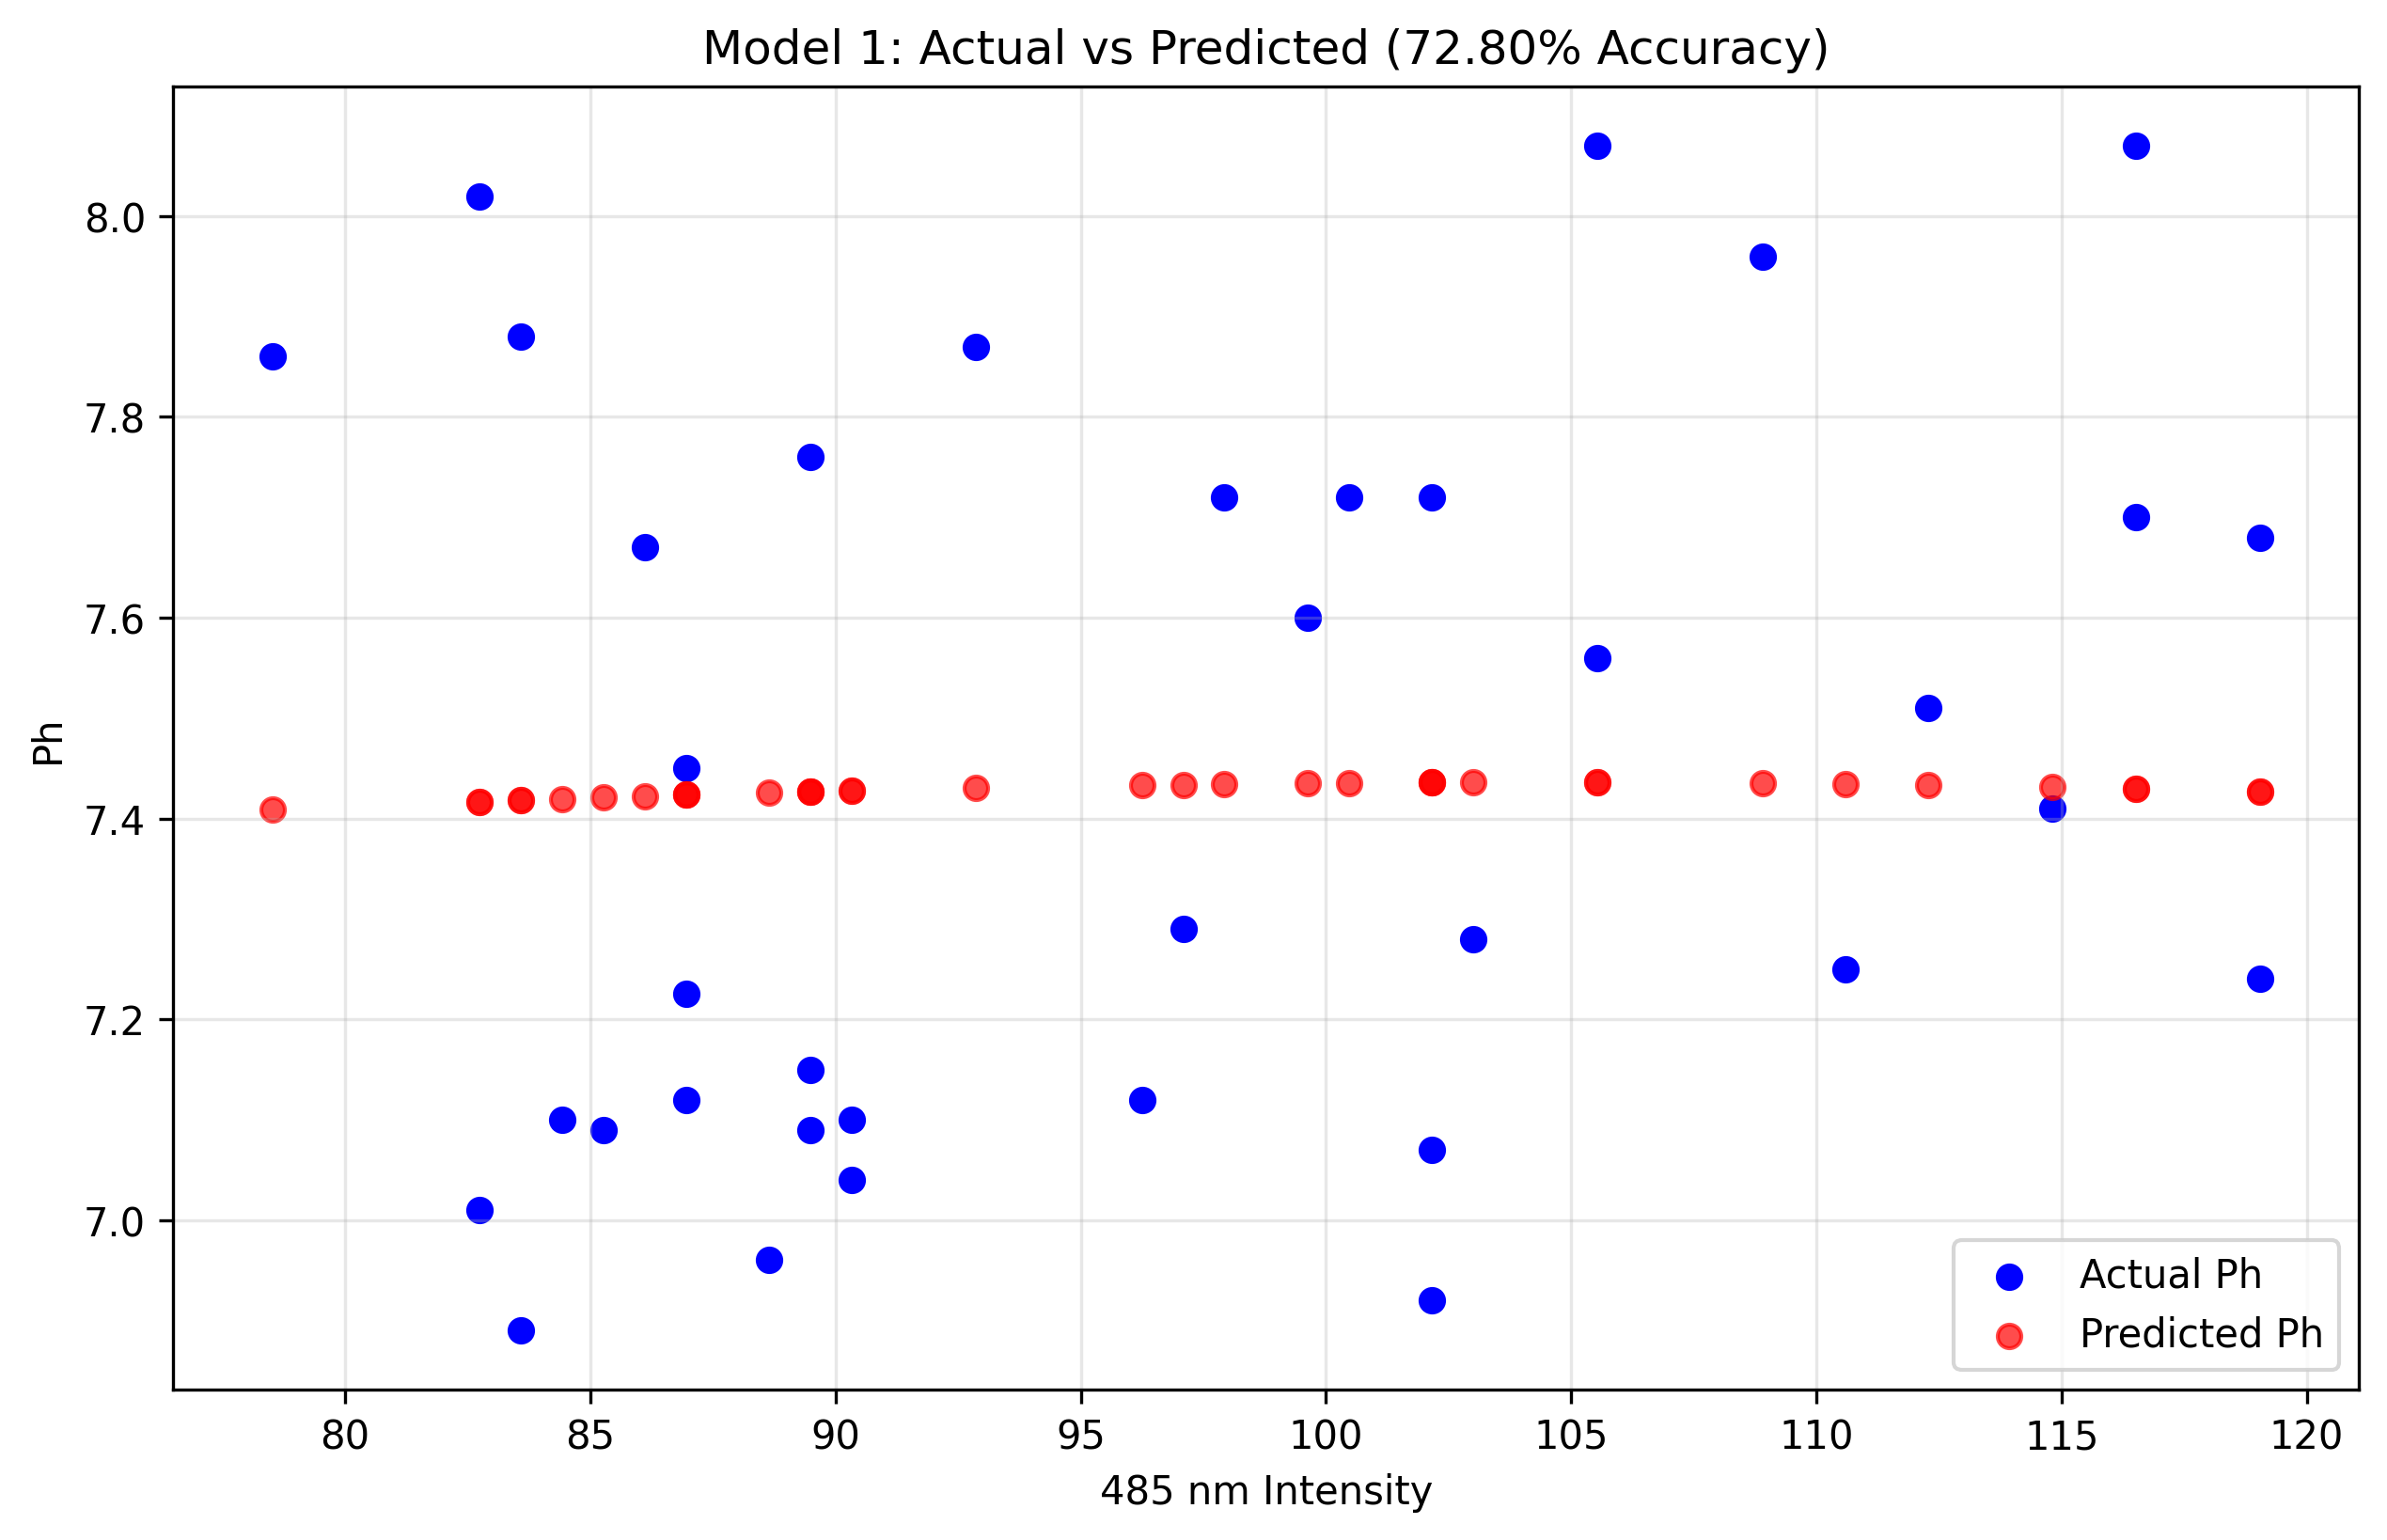 Model 1: Actual vs Predicted (72.80% Accuracy)
8.0
7.8
7.6
7.4
7.2
7.0
Ph
80 85 90 95 100 105 110 115 120
485 nm Intensity
Actual Ph
Predicted Ph